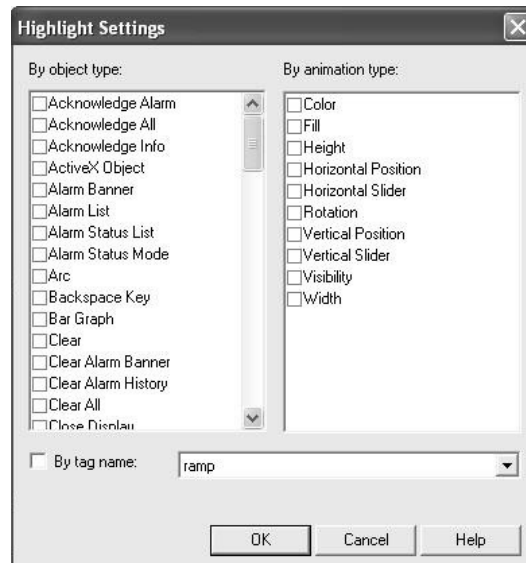 Highlight Settings
By object type:
By animation type:
Acknowledge Alarm
Acknowledge All
Acknowledge Info
ActiveX Object
Alarm Banner
Alarm List
Alarm Status List
Alarm Status Mode
Arc
Backspace Key
Bar Graph
Clear
Clear Alarm Banner
Clear Alarm History
Clear All
Close Display
Color
Fill
Height
Horizontal Position
Horizontal Slider
Rotation
Vertical Position
Vertical Slider
Visibility
Width
By tag name:
ramp
OK
Cancel
Help